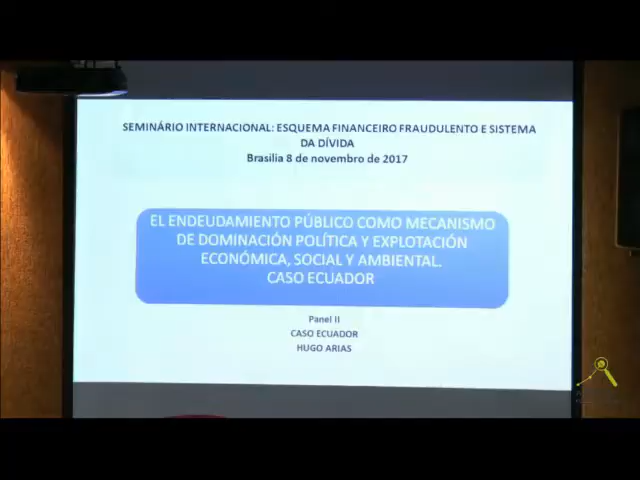 SEMINÁRIO INTERNACIONAL: ESQUEMA FINANCEIRO FRAUDULENTO E SISTEMA
DA DÍVIDA
Brasilia 8 de novembro de 2017
EL ENDEUDAMIENTO PÚBLICO COMO MECANISMO
DE DOMINACIÓN POLÍTICA Y EXPLOTACIÓN
ECONÓMICA, SOCIAL Y AMBIENTAL.
CASO ECUADOR
Panel II
CASO ECUADOR
HUGO ARIAS